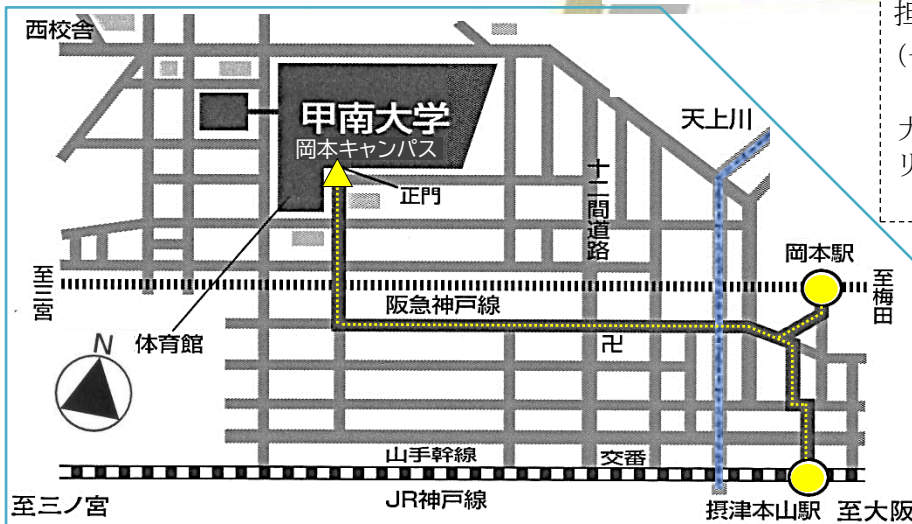 西校舎
甲南大学
岡本キャンパス
正門
天上川
十二間道路
岡本駅
至三宮
阪急神戸線
至梅田
体育館
卍
N
山手幹線
交番
JR神戸線
至三ノ宮
摂津本山駅
至大阪